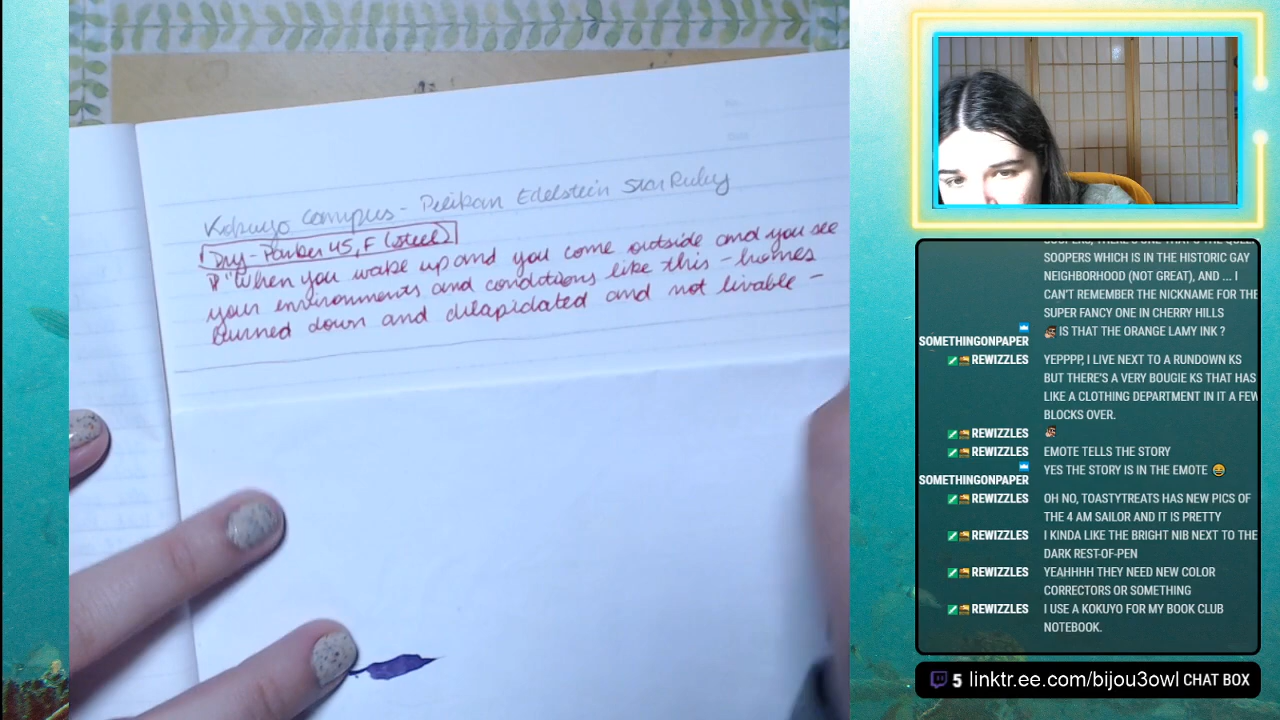 Kokuyo Campus - Pelikan Edelstein Star Ruby
Dry - Parker 45, F (steel)
"When you wake up and you come outside and you see
your environments and conditions like this - homes
burned down and dilapidated and not livable -
SOOPERS, THERE'S ONE THAT'S THE QUEEN
SOOPERS WHICH IS IN THE HISTORIC GAY
NEIGHBORHOOD (NOT GREAT), AND ... I
CAN'T REMEMBER THE NICKNAME FOR THE
SUPER FANCY ONE IN CHERRY HILLS
SOMETHINGONPAPER IS THAT THE ORANGE LAMY INK ?
REWIZZLES YEPPPP, I LIVE NEXT TO A RUNDOWN KS
BUT THERE'S A VERY BOUGIE KS THAT HAS
LIKE A CLOTHING DEPARTMENT IN IT A FEW
BLOCKS OVER.
REWIZZLES
REWIZZLES EMOTE TELLS THE STORY
SOMETHINGONPAPER YES THE STORY IS IN THE EMOTE 😄
REWIZZLES OH NO, TOASTYTREATS HAS NEW PICS OF
THE 4 AM SAILOR AND IT IS PRETTY
REWIZZLES I KINDA LIKE THE BRIGHT NIB NEXT TO THE
DARK REST-OF-PEN
REWIZZLES YEAHHHH THEY NEED NEW COLOR
CORRECTORS OR SOMETHING
REWIZZLES I USE A KOKUYO FOR MY BOOK CLUB
NOTEBOOK.
5 linktr.ee.com/bijou3owl CHAT BOX